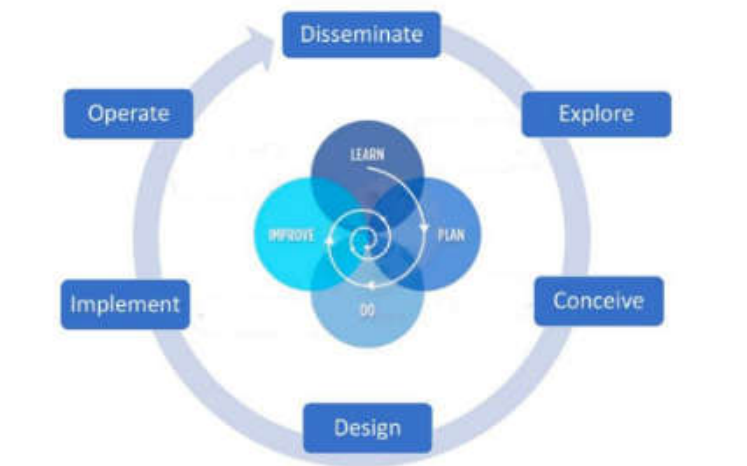 Disseminate
Explore
Conceive
Design
Implement
Operate
LEARN
PLAN
DO
IMPROVE